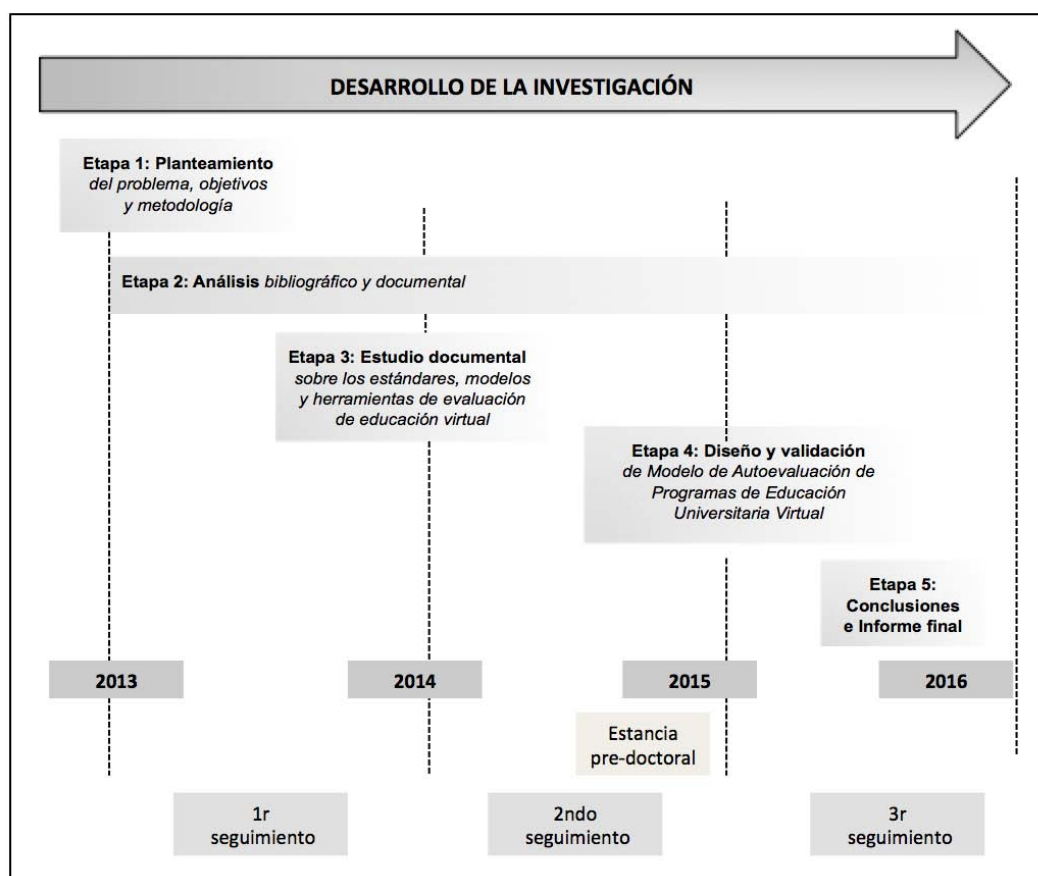 DESARROLLO DE LA INVESTIGACIÓN
Etapa 1: Planteamiento
del problema, objetivos
y metodología
Etapa 2: Análisis bibliográfico y documental
Etapa 3: Estudio documental
sobre los estándares, modelos
y herramientas de evaluación
de educación virtual
Etapa 4: Diseño y validación
de Modelo de Autoevaluación de
Programas de Educación
Universitaria Virtual
Etapa 5:
Conclusiones
e Informe final
2013
2014
2015
2016
Estancia
pre-doctoral
1r
seguimiento
2ndo
seguimiento
3r
seguimiento